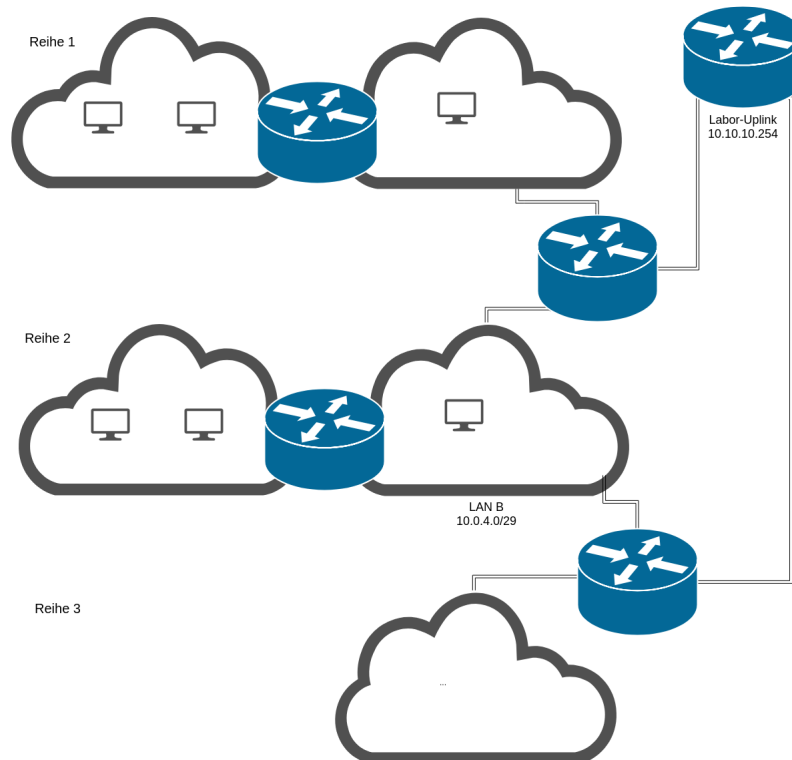 Reihe 1
Labor-Uplink
10.10.10.254
Reihe 2
LAN B
10.0.4.0/29
Reihe 3
...